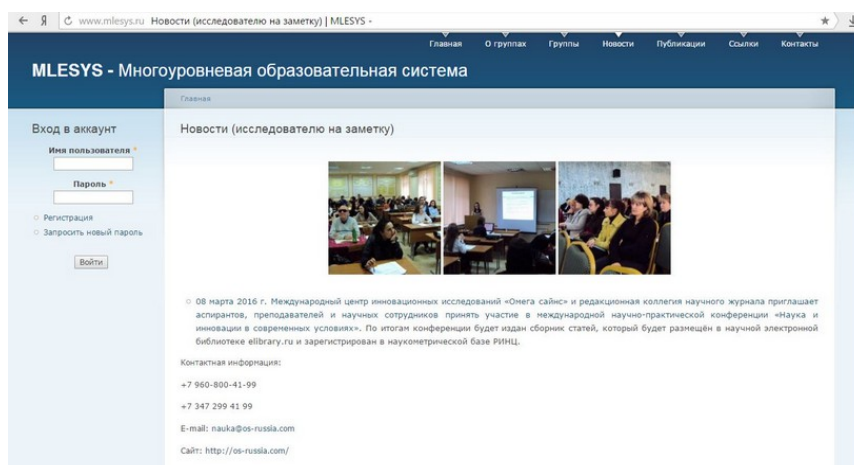 www.mlesys.ru Новости (исследователю на заметку) | MLESYS -
Главная О группах Группы Новости Публикации Ссылки Контакты
MLESYS - Многоуровневая образовательная система
Главная
Вход в аккаунт
Имя пользователя *
Пароль *
Регистрация
Запросить новый пароль
Войти
Новости (исследователю на заметку)
08 марта 2016 г. Международный центр инновационных исследований «Омега сайнс» и редакционная коллегия научного журнала приглашает
аспирантов, преподавателей и научных сотрудников принять участие в международной научно-практической конференции «Наука и
инновации в современных условиях». По итогам конференции будет издан сборник статей, который будет размещён в научной электронной
библиотеке elibrary.ru и зарегистрирован в наукометрической базе РИНЦ.
Контактная информация:
+7 960-800-41-99
+7 347 299 41 99
E-mail: nauka@os-russia.com
Сайт: http://os-russia.com/